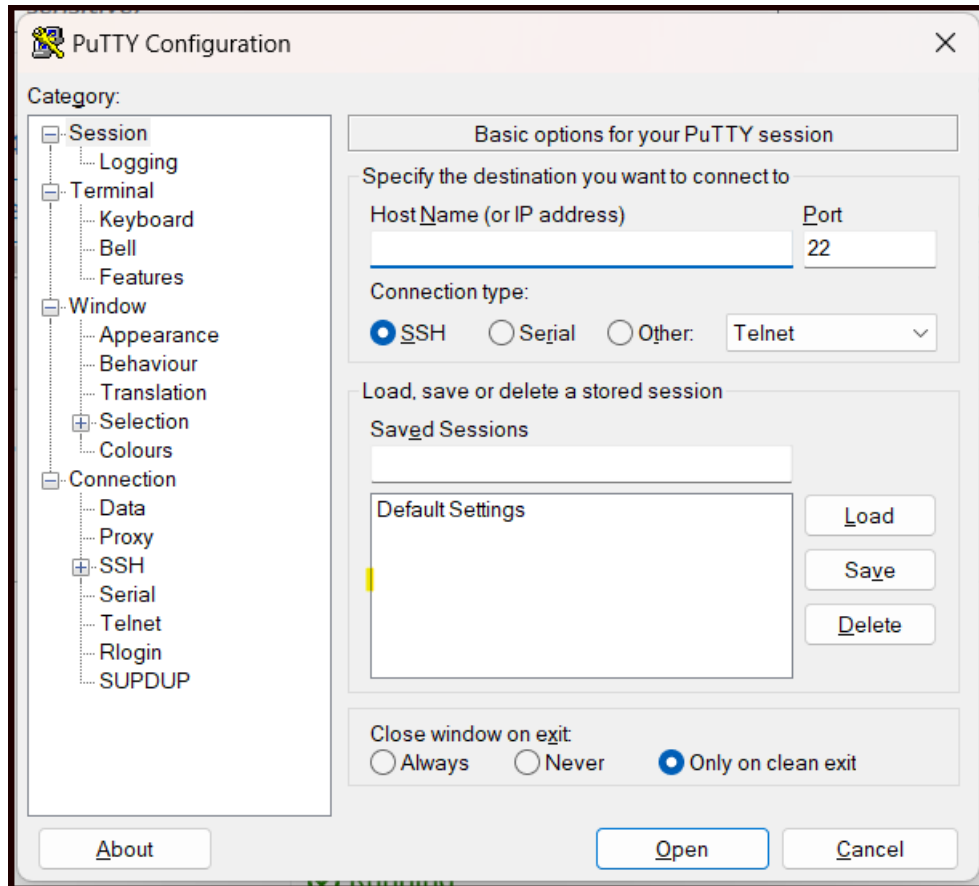 PuTTY Configuration
Category:
Session
Logging
Terminal
Keyboard
Bell
Features
Window
Appearance
Behaviour
Translation
Selection
Colours
Connection
Data
Proxy
SSH
Serial
Telnet
Rlogin
SUPDUP
Basic options for your PuTTY session
Specify the destination you want to connect to
Host Name (or IP address) Port
22
Connection type:
SSH Serial Other: Telnet
Load, save or delete a stored session
Saved Sessions
Default Settings
Load
Save
Delete
Close window on exit:
Always Never Only on clean exit
About Open Cancel